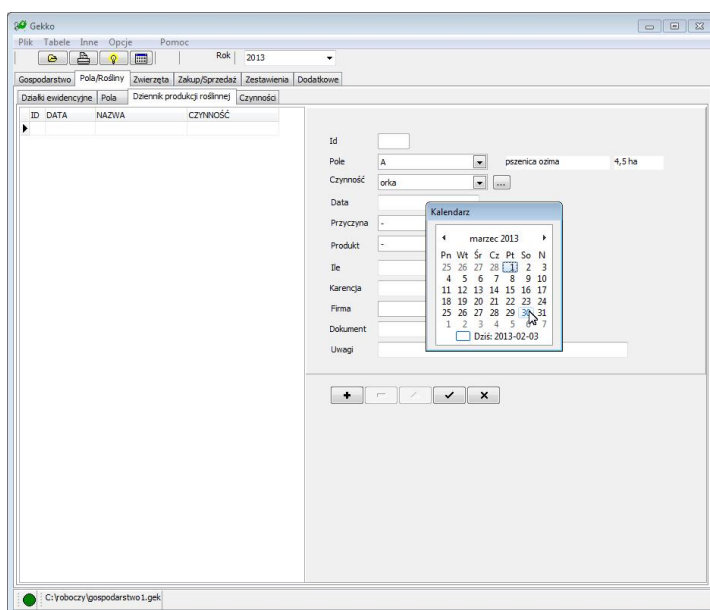 Gekko
Plik Tabele Inne Opcje Pomoc
Rok 2013
Gospodarstwo Pola/Rośliny Zwierzęta Zakup/Sprzedaż Zestawienia Dodatkowe
Działki ewidencyjne Pola Dziennik produkcji roślinnej Czynności
ID DATA NAZWA CZYNNOŚĆ
Id
Pole A pszenica ozima 4,5 ha
Czynność orka ...
Data
Przyczyna -
Produkt -
Ile
Karencja
Firma
Dokument
Uwagi
Kalendarz
marzec 2013
Pn Wt Śr Cz Pt So N
25 26 27 28 1 2 3
4 5 6 7 8 9 10
11 12 13 14 15 16 17
18 19 20 21 22 23 24
25 26 27 28 29 30 31
1 2 3 4 5 6 7
Dziś: 2013-02-03
C:\roboczy\gospodarstwo1.gek